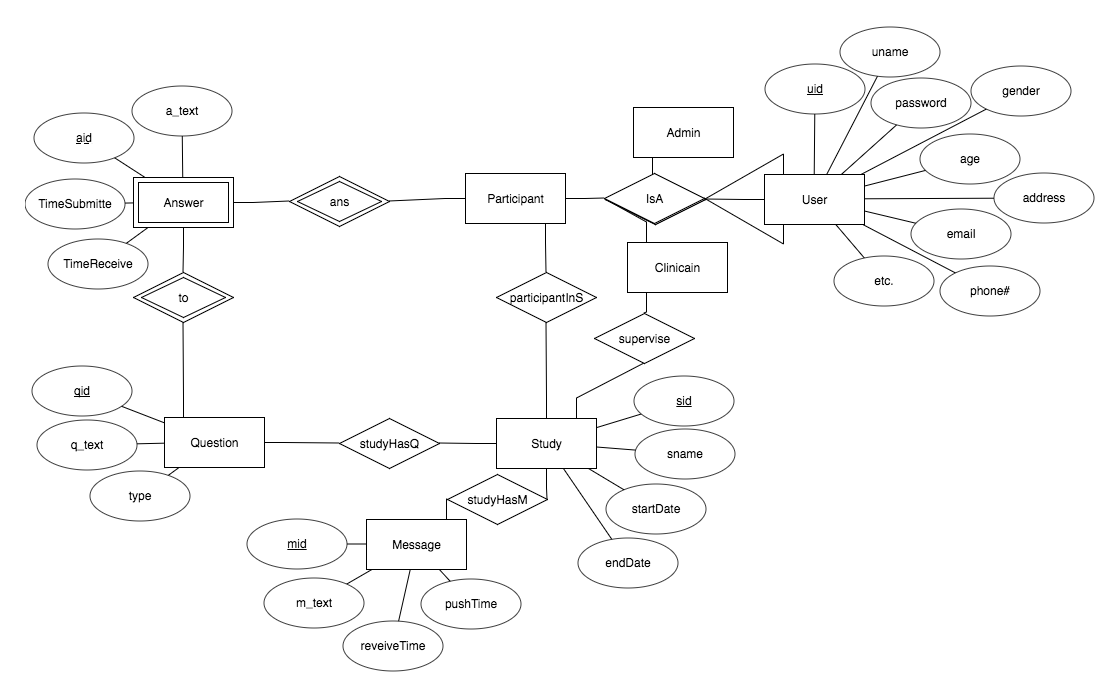 uname
uid
gender
password
a_text
Admin
aid
age
TimeSubmitte
Answer
ans
Participant
IsA
User
address
email
TimeReceive
Clinicain
etc.
phone#
to
participantInS
supervise
qid
sid
q_text
Question
studyHasQ
Study
sname
type
studyHasM
startDate
mid
Message
endDate
m_text
pushTime
reveiveTime